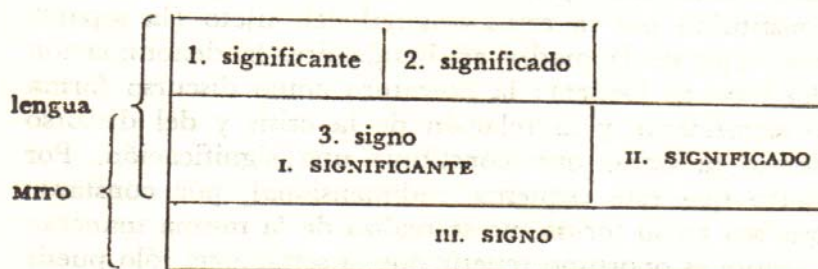 1. significante 2. significado
lengua
3. signo
I. SIGNIFICANTE II. SIGNIFICADO
MITO
III. SIGNO